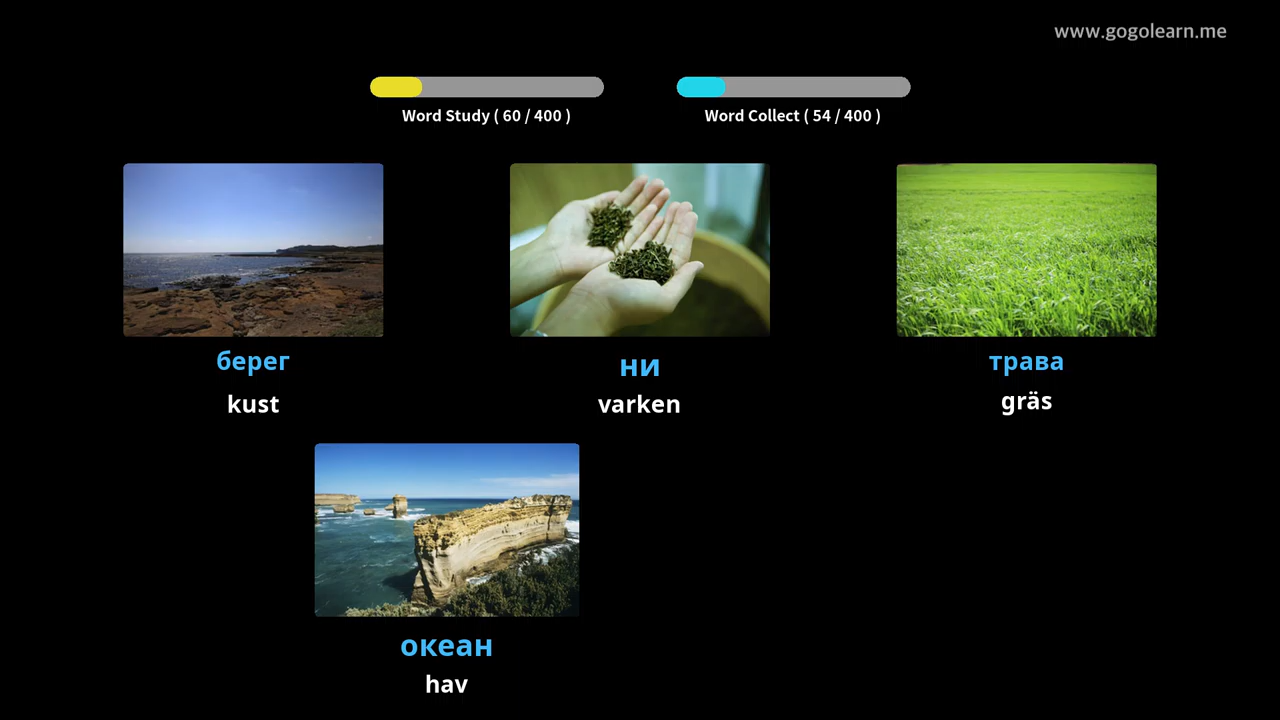 www.gogolearn.me
Word Study ( 60 / 400 )
Word Collect ( 54 / 400 )
берег
kust
ни
varken
трава
gräs
океан
hav